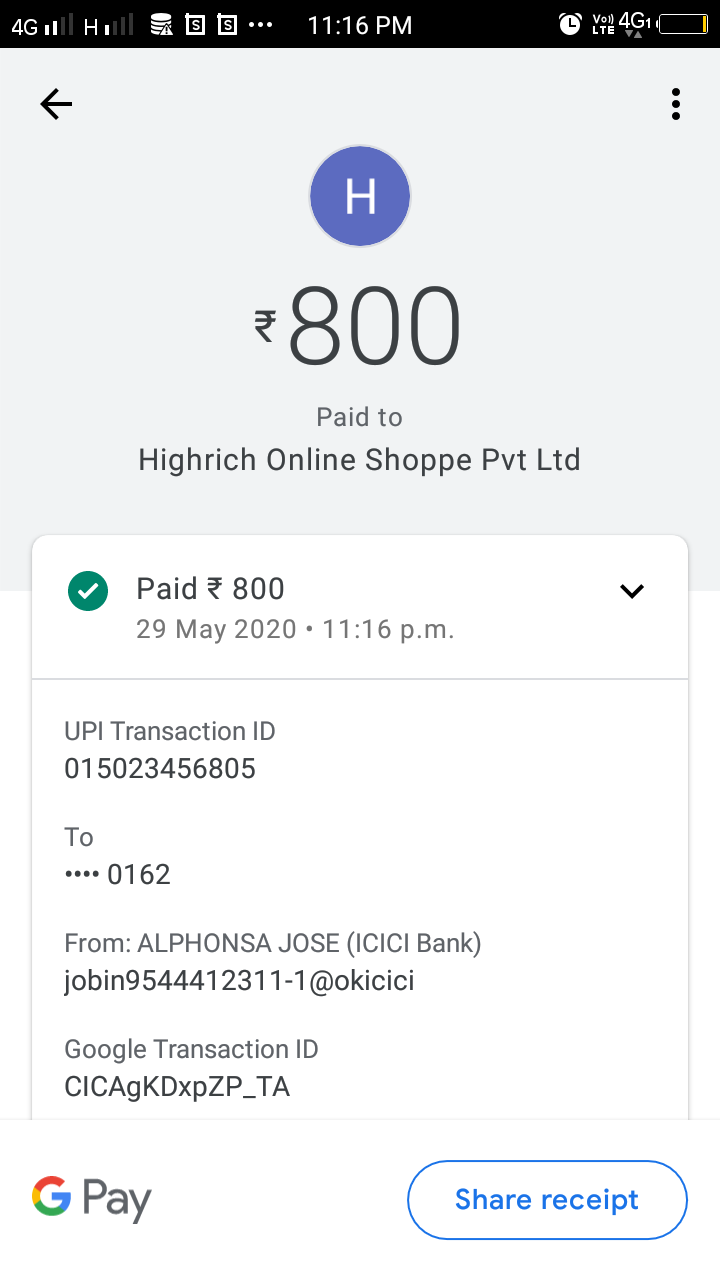 4G H S S 11:16 PM Vo) LTE 4G1
H
₹800
Paid to
Highrich Online Shoppe Pvt Ltd
Paid ₹ 800
29 May 2020 • 11:16 p.m.
UPI Transaction ID
015023456805
To
•••• 0162
From: ALPHONSA JOSE (ICICI Bank)
jobin9544412311-1@okicici
Google Transaction ID
CICAgKDxpZP_TA
G Pay
Share receipt